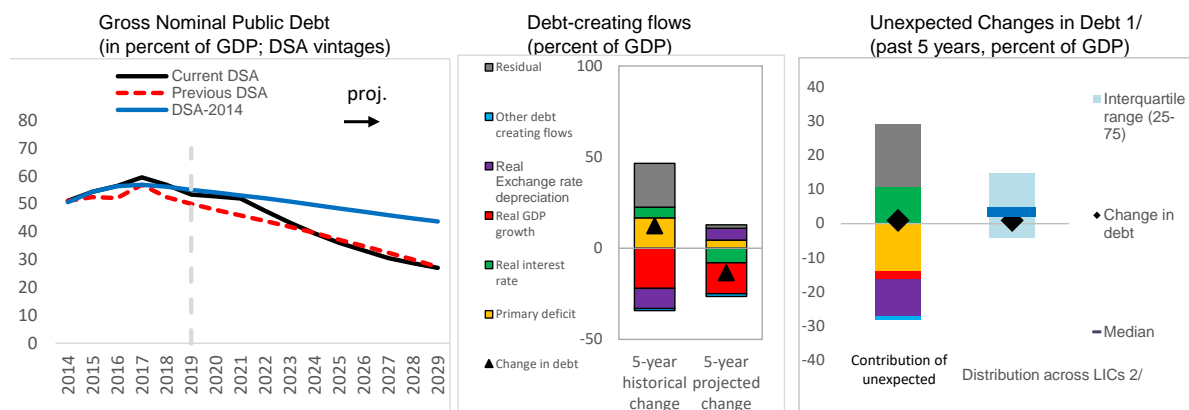 Gross Nominal Public Debt
(in percent of GDP; DSA vintages)
Current DSA
Previous DSA
DSA-2014
proj.
80
70
60
50
40
30
20
10
0
2014
2015
2016
2017
2018
2019
2020
2021
2022
2023
2024
2025
2026
2027
2028
2029
Debt-creating flows
(percent of GDP)
Residual
Other debt
creating flows
Real
Exchange rate
depreciation
Real GDP
growth
Real interest
rate
Primary deficit
Change in debt
100
50
0
-50
5-year
historical
change
5-year
projected
change
Unexpected Changes in Debt 1/
(past 5 years, percent of GDP)
40
30
20
10
0
-10
-20
-30
-40
Interquartile
range (25-
75)
Change in
debt
Median
Contribution of
unexpected
Distribution across LICs 2/